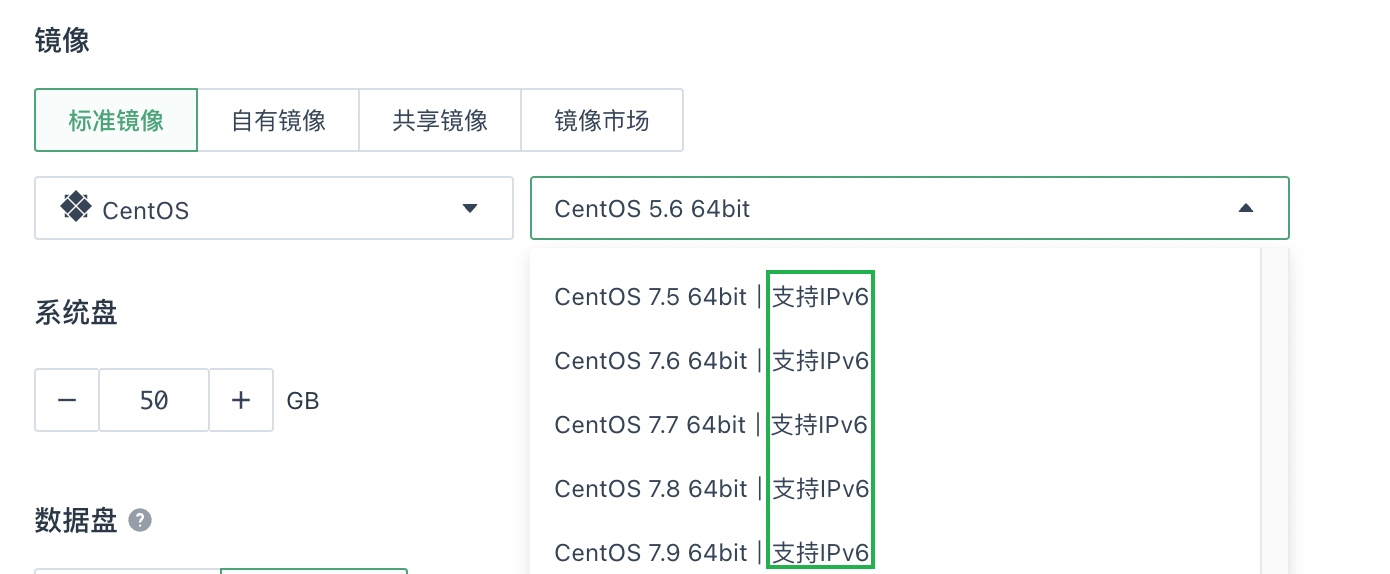 镜像
标准镜像 自有镜像 共享镜像 镜像市场
CentOS CentOS 5.6 64bit
CentOS 7.5 64bit | 支持IPv6
系统盘
CentOS 7.6 64bit | 支持IPv6
− 50 + GB
CentOS 7.7 64bit | 支持IPv6
CentOS 7.8 64bit | 支持IPv6
数据盘 ?
CentOS 7.9 64bit | 支持IPv6